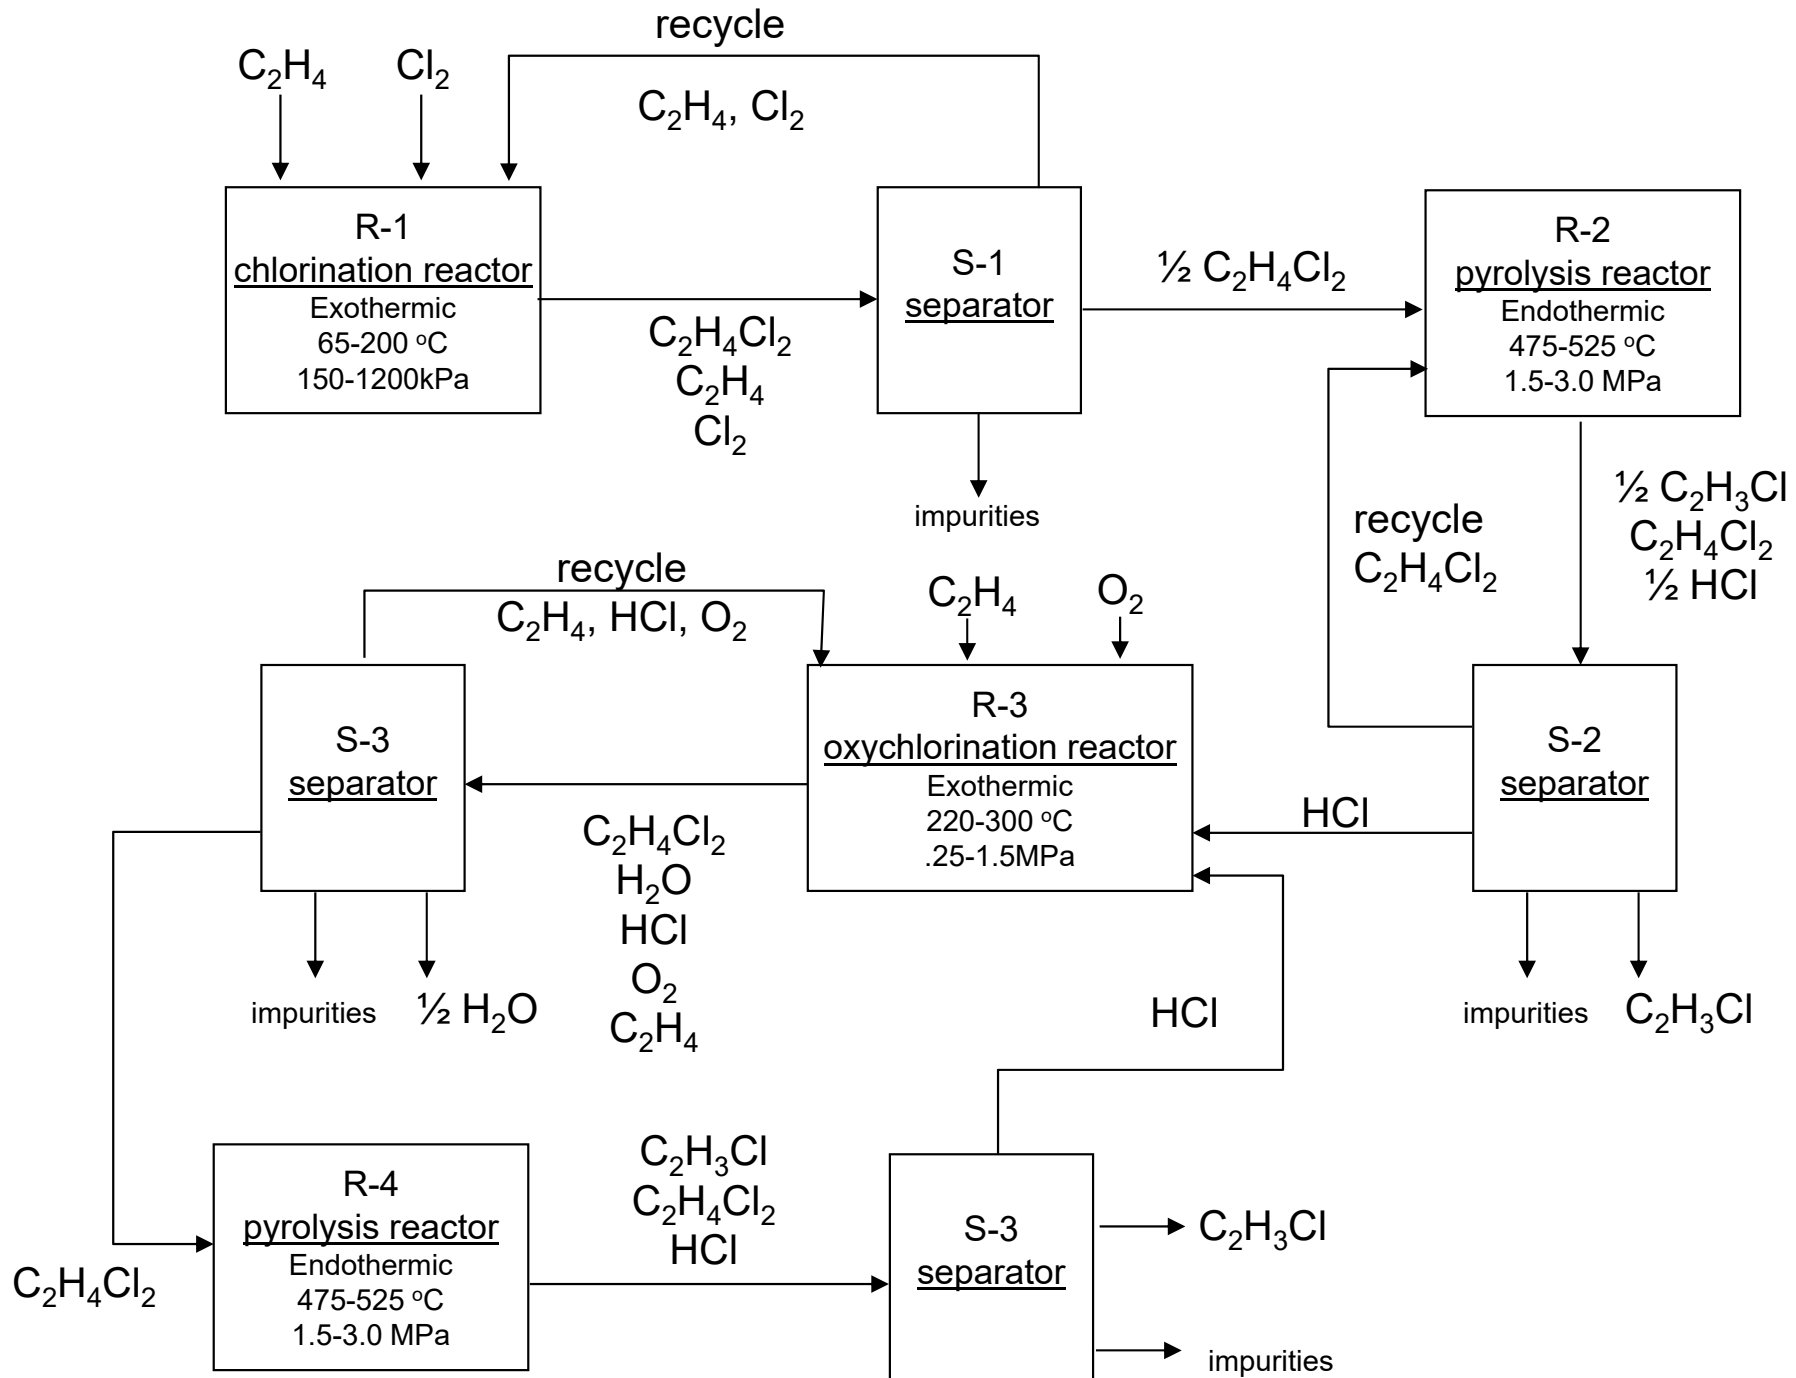 recycle
C₂H₄
Cl₂
C₂H₄, Cl₂
R-1
chlorination reactor
Exothermic
65-200 ºC
150-1200kPa
C₂H₄Cl₂
C₂H₄
Cl₂
S-1
separator
impurities
½ C₂H₄Cl₂
R-2
pyrolysis reactor
Endothermic
475-525 ºC
1.5-3.0 MPa
½ C₂H₃Cl
C₂H₄Cl₂
½ HCl
recycle
C₂H₄Cl₂
recycle
C₂H₄, HCl, O₂
C₂H₄
O₂
S-3
separator
R-3
oxychlorination reactor
Exothermic
220-300 ºC
.25-1.5MPa
S-2
separator
HCl
C₂H₄Cl₂
H₂O
HCl
O₂
C₂H₄
impurities
½ H₂O
HCl
impurities
C₂H₃Cl
C₂H₄Cl₂
R-4
pyrolysis reactor
Endothermic
475-525 ºC
1.5-3.0 MPa
C₂H₃Cl
C₂H₄Cl₂
HCl
S-3
separator
C₂H₃Cl
impurities